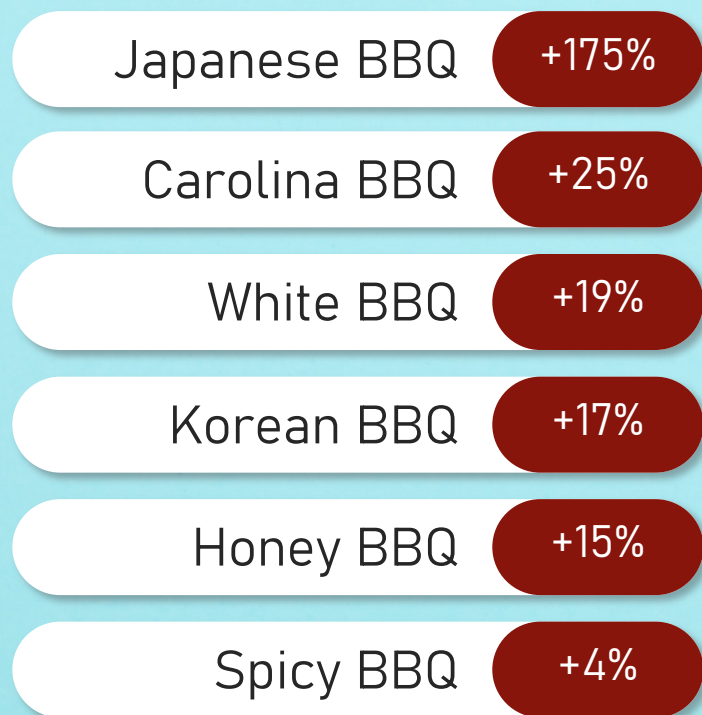 Japanese BBQ +175%
Carolina BBQ +25%
White BBQ +19%
Korean BBQ +17%
Honey BBQ +15%
Spicy BBQ +4%